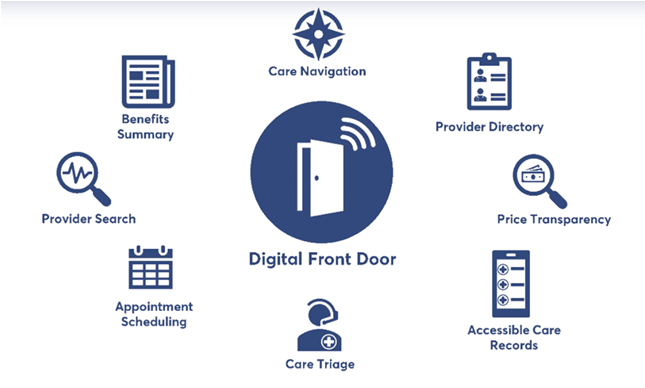 Care Navigation
Benefits
Summary
Provider Directory
Provider Search
Price Transparency
Digital Front Door
Appointment
Scheduling
Accessible Care
Records
Care Triage